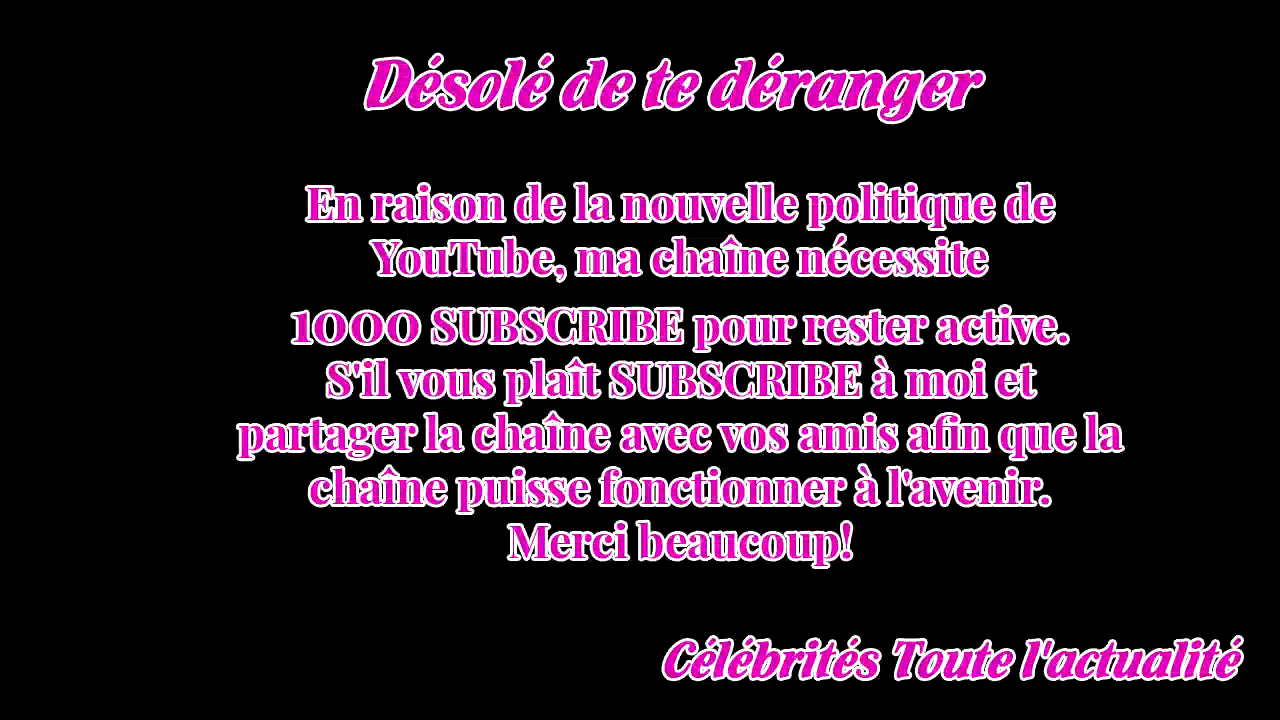 Désolé de te déranger
En raison de la nouvelle politique de
YouTube, ma chaîne nécessite
1000 SUBSCRIBE pour rester active.
S'il vous plaît SUBSCRIBE à moi et
partager la chaîne avec vos amis afin que la
chaîne puisse fonctionner à l'avenir.
Merci beaucoup!
Célébrités Toute l'actualité